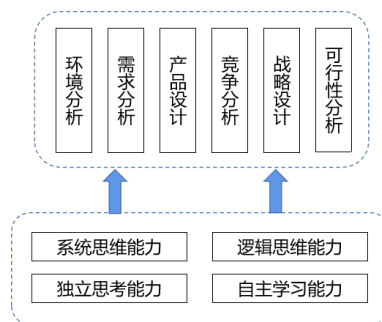 环境分析
需求分析
产品设计
竞争分析
战略设计
可行性分析
系统思维能力
逻辑思维能力
独立思考能力
自主学习能力